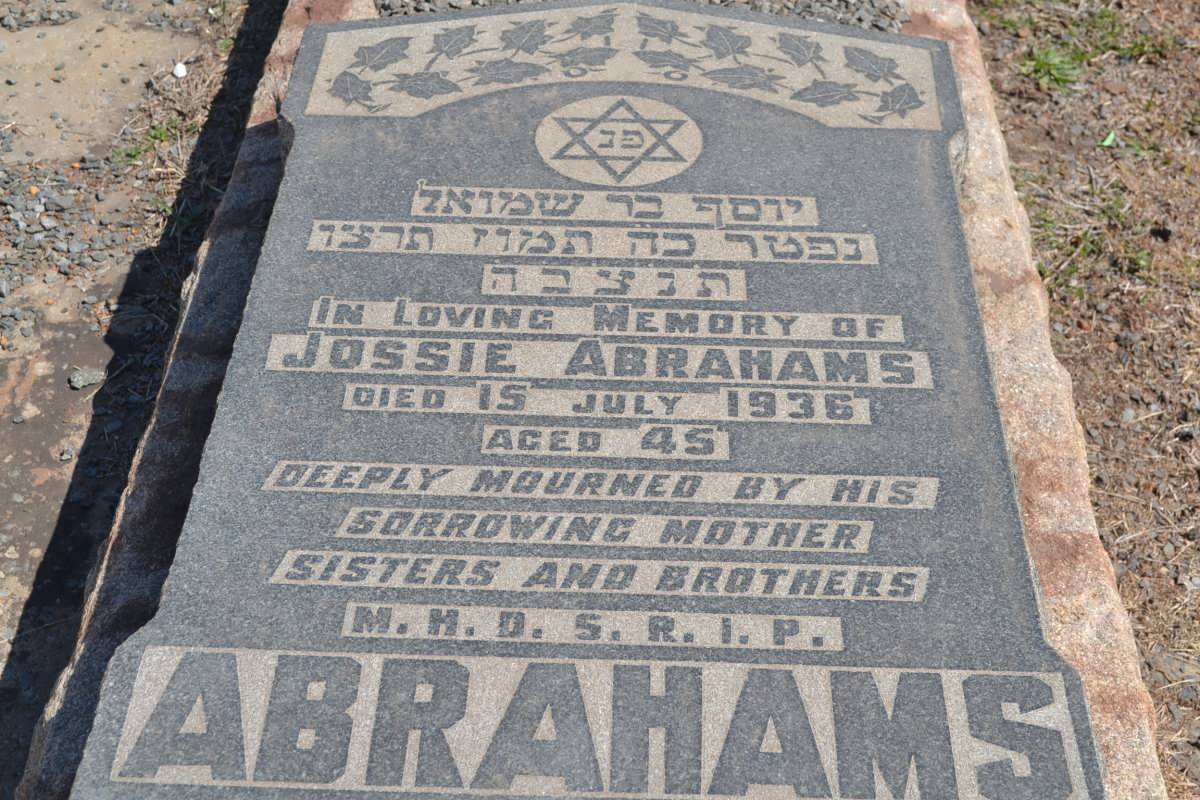 פנ
יוסף בר שמואל
נפטר כה תמוז תרצו
תנצבה
IN LOVING MEMORY OF
JOSSIE ABRAHAMS
DIED 15 JULY 1936
AGED 45
DEEPLY MOURNED BY HIS
SORROWING MOTHER
SISTERS AND BROTHERS
M.H.D.S.R.I.P.
ABRAHAMS